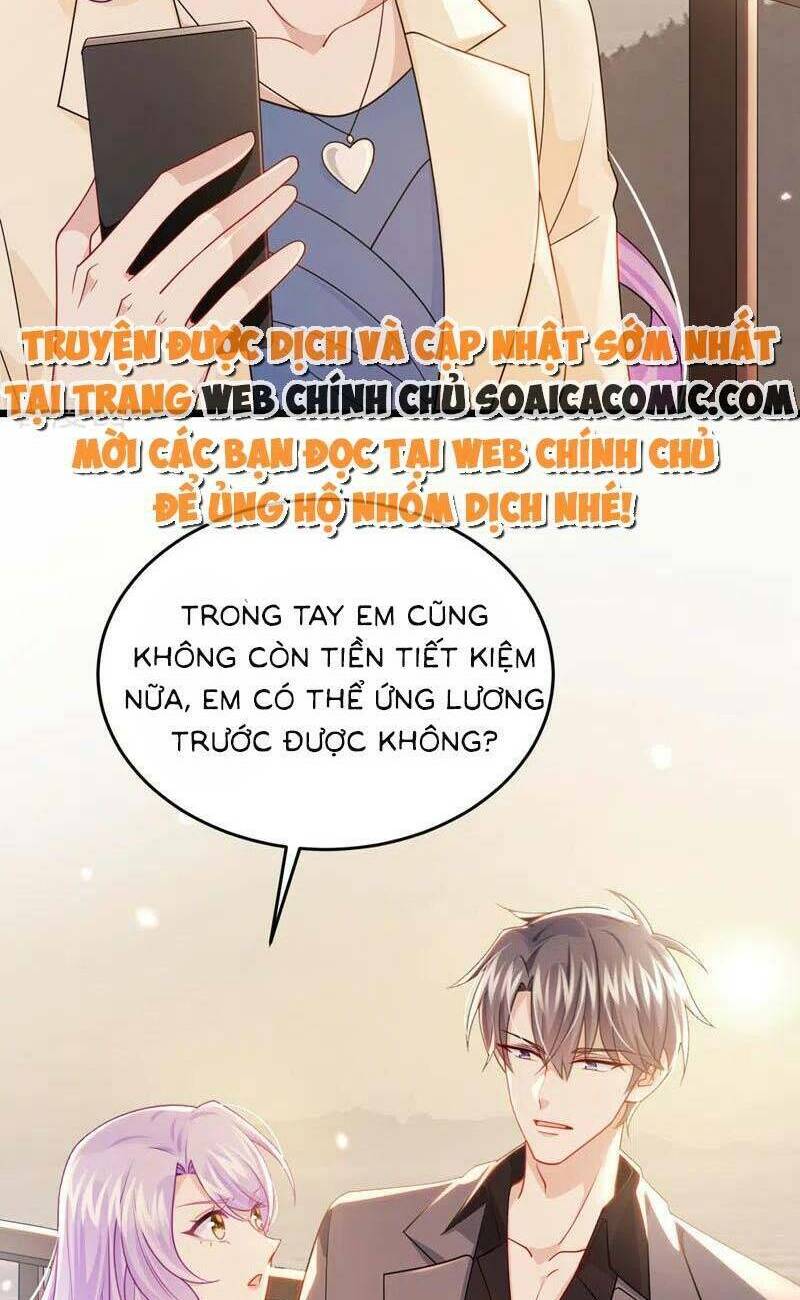 TRUYỆN ĐƯỢC DỊCH VÀ CẬP NHẬT SỚM NHẤT
TẠI TRANG WEB CHÍNH CHỦ SOAICACOMIC.COM
MỜI CÁC BẠN ĐỌC TẠI WEB CHÍNH CHỦ
ĐỂ ỦNG HỘ NHÓM DỊCH NHÉ!
TRONG TAY EM CŨNG
KHÔNG CÒN TIỀN TIẾT KIỆM
NỮA, EM CÓ THỂ ỨNG LƯƠNG
TRƯỚC ĐƯỢC KHÔNG?